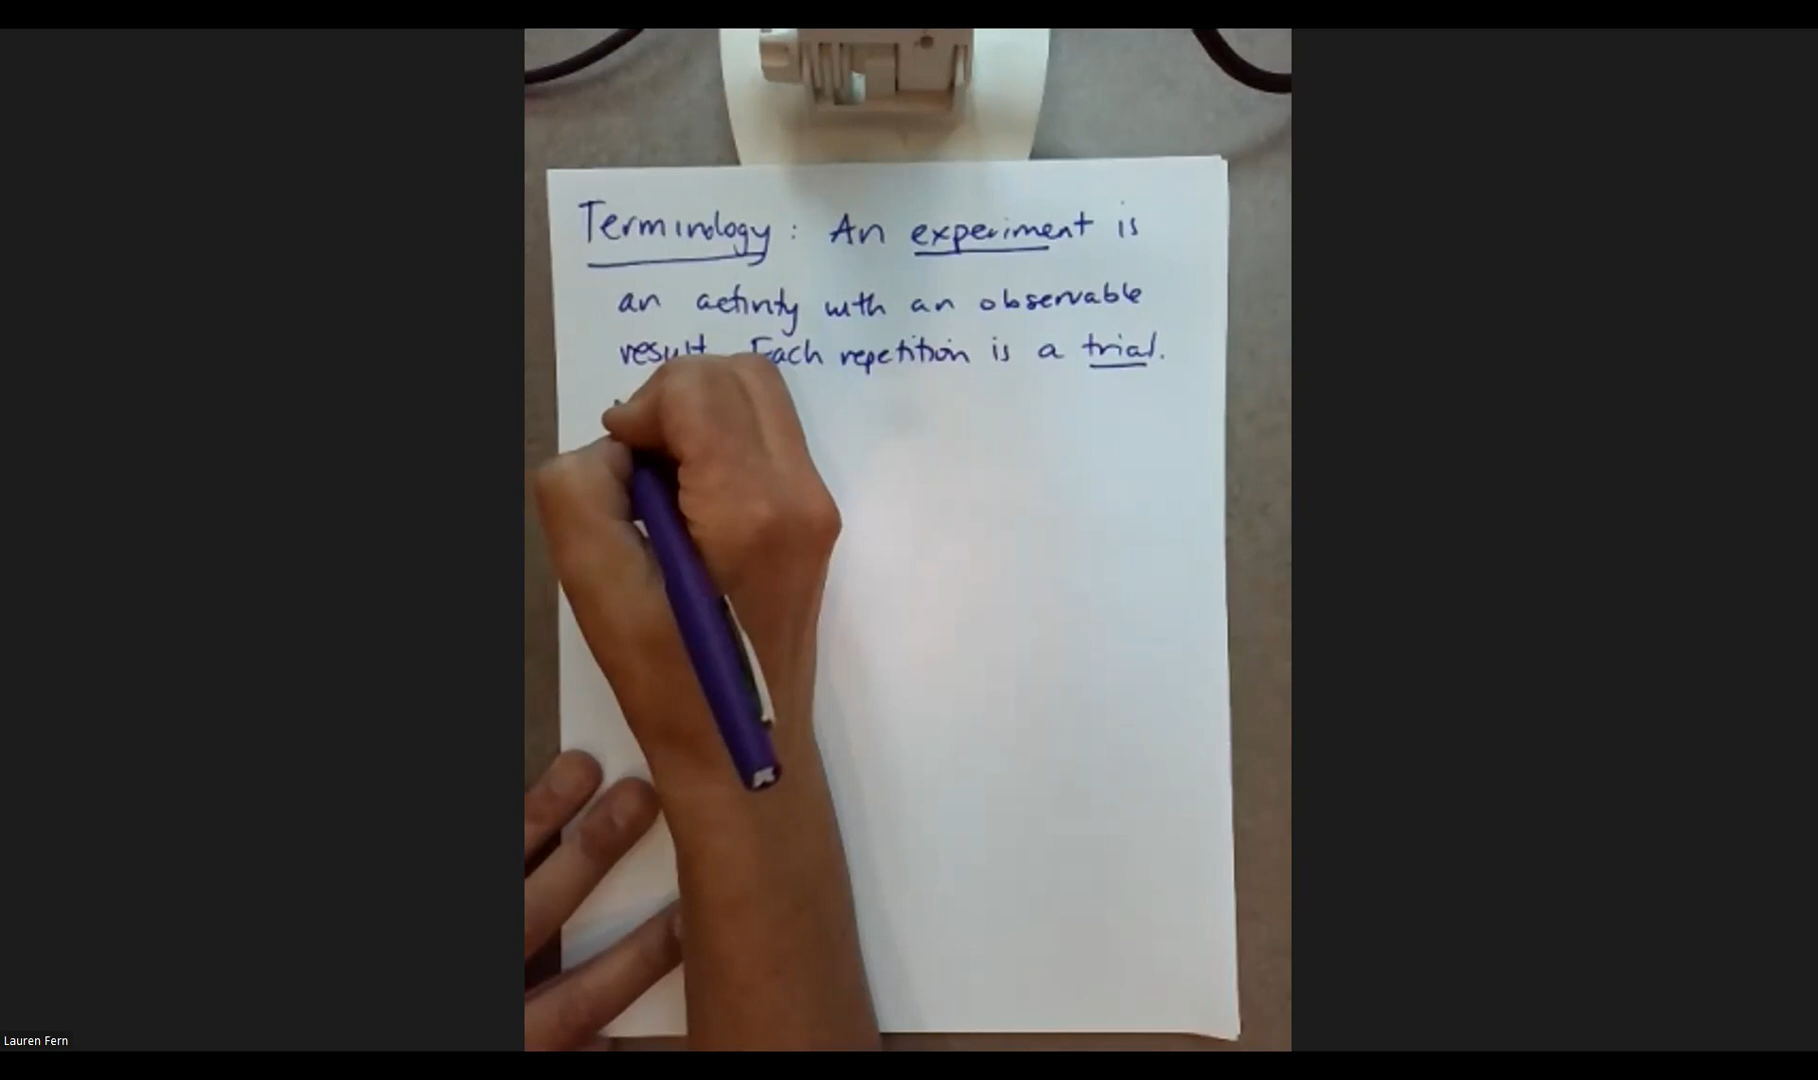 Terminology: An experiment is
an activity with an observable
result. Each repetition is a trial.
Lauren Fern